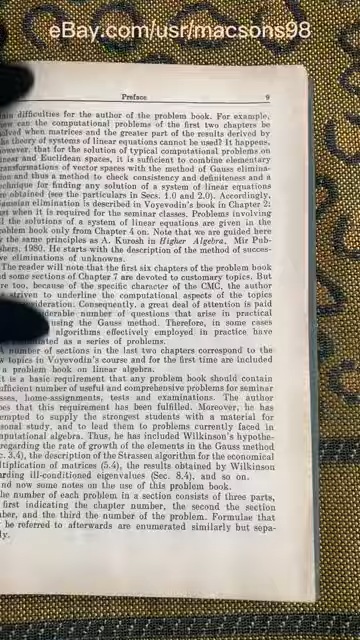 eBay.com/usr/macsons98
Preface 9
difficulties for the author of the problem book. For example,
can the computational problems of the first two chapters be
when matrices and the greater part of the results derived by
theory of systems of linear equations cannot be used? It happens,
however, that for the solution of typical computational problems on
linear and Euclidean spaces, it is sufficient to combine elementary
transformations of vector spaces with the method of Gauss elimina-
tion and thus a method to check consistency and definiteness and a
technique for finding any solution of a system of linear equations
obtained (see the particulars in Secs. 1.0 and 2.0). Accordingly,
Gaussian elimination is described in Voyevodin's book in Chapter 2;
when it is required for the seminar classes. Problems involving
the solutions of a system of linear equations are given in the
problem book only from Chapter 4 on. Note that we are guided here
the same principles as A. Kurosh in Higher Algebra, Mir Pub-
lishers, 1980. He starts with the description of the method of succes-
eliminations of unknowns.
The reader will note that the first six chapters of the problem book
and some sections of Chapter 7 are devoted to customary topics. But
too, because of the specific character of the CMC, the author
striven to underline the computational aspects of the topics
consideration. Consequently, a great deal of attention is paid
number of questions that arise in practical
using the Gauss method. Therefore, in some cases
algorithms effectively employed in practice have
as a series of problems.
A number of sections in the last two chapters correspond to the
topics in Voyevodin's course and for the first time are included
a problem book on linear algebra.
It is a basic requirement that any problem book should contain
sufficient number of useful and comprehensive problems for seminar
classes, home-assignments, tests and examinations. The author
hopes that this requirement has been fulfilled. Moreover, he has
attempted to supply the strongest students with a material for
personal study, and to lead them to problems currently faced in
computational algebra. Thus, he has included Wilkinson's hypothe-
regarding the rate of growth of the elements in the Gauss method
3.4), the description of the Strassen algorithm for the economical
multiplication of matrices (5.4), the results obtained by Wilkinson
regarding ill-conditioned eigenvalues (Sec. 8.4), and so on.
And now some notes on the use of this problem book.
The number of each problem in a section consists of three parts,
first indicating the chapter number, the second the section
number, and the third the number of the problem. Formulae that
be referred to afterwards are enumerated similarly but sepa-